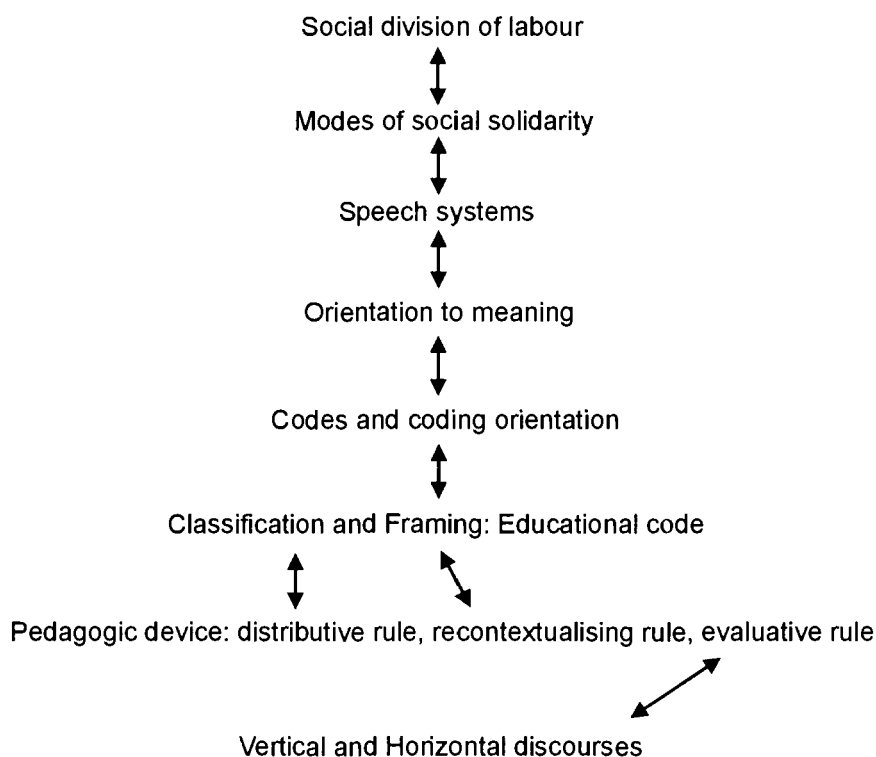 Social division of labour
Modes of social solidarity
Speech systems
Orientation to meaning
Codes and coding orientation
Classification and Framing: Educational code
Pedagogic device: distributive rule, recontextualising rule, evaluative rule
Vertical and Horizontal discourses